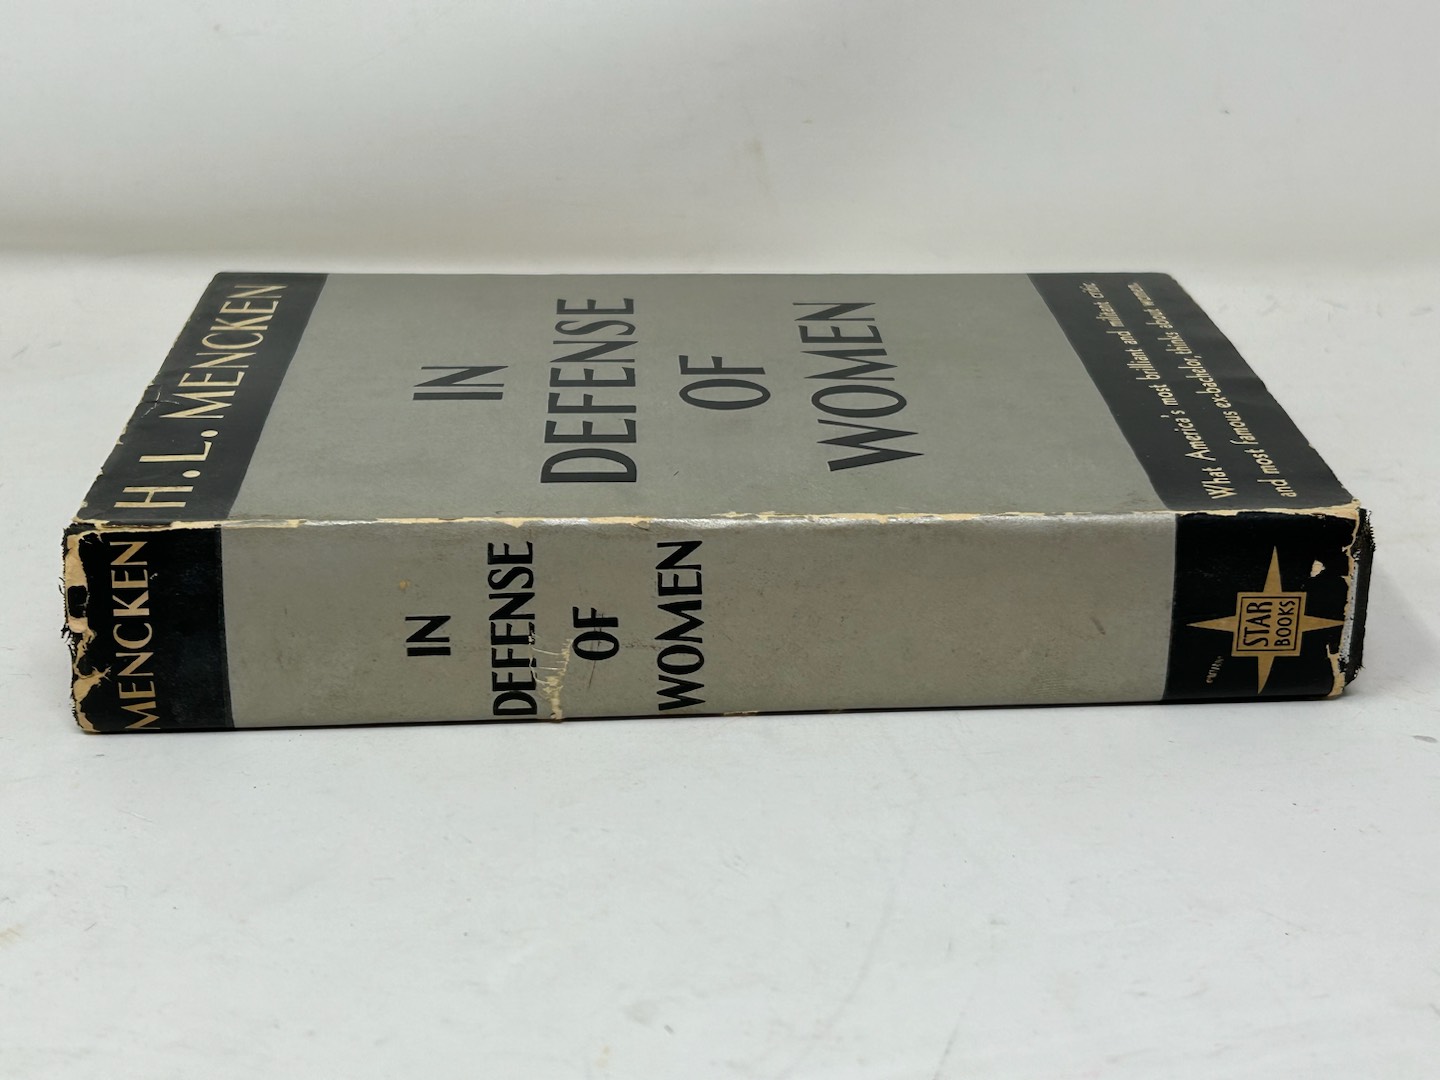 H. L. MENCKEN
IN
DEFENSE
OF
WOMEN
What America's most brilliant and militant critic
and most famous ex-bachelor, thinks about women.
MENCKEN
IN
DEFENSE
OF
WOMEN
STAR
BOOKS